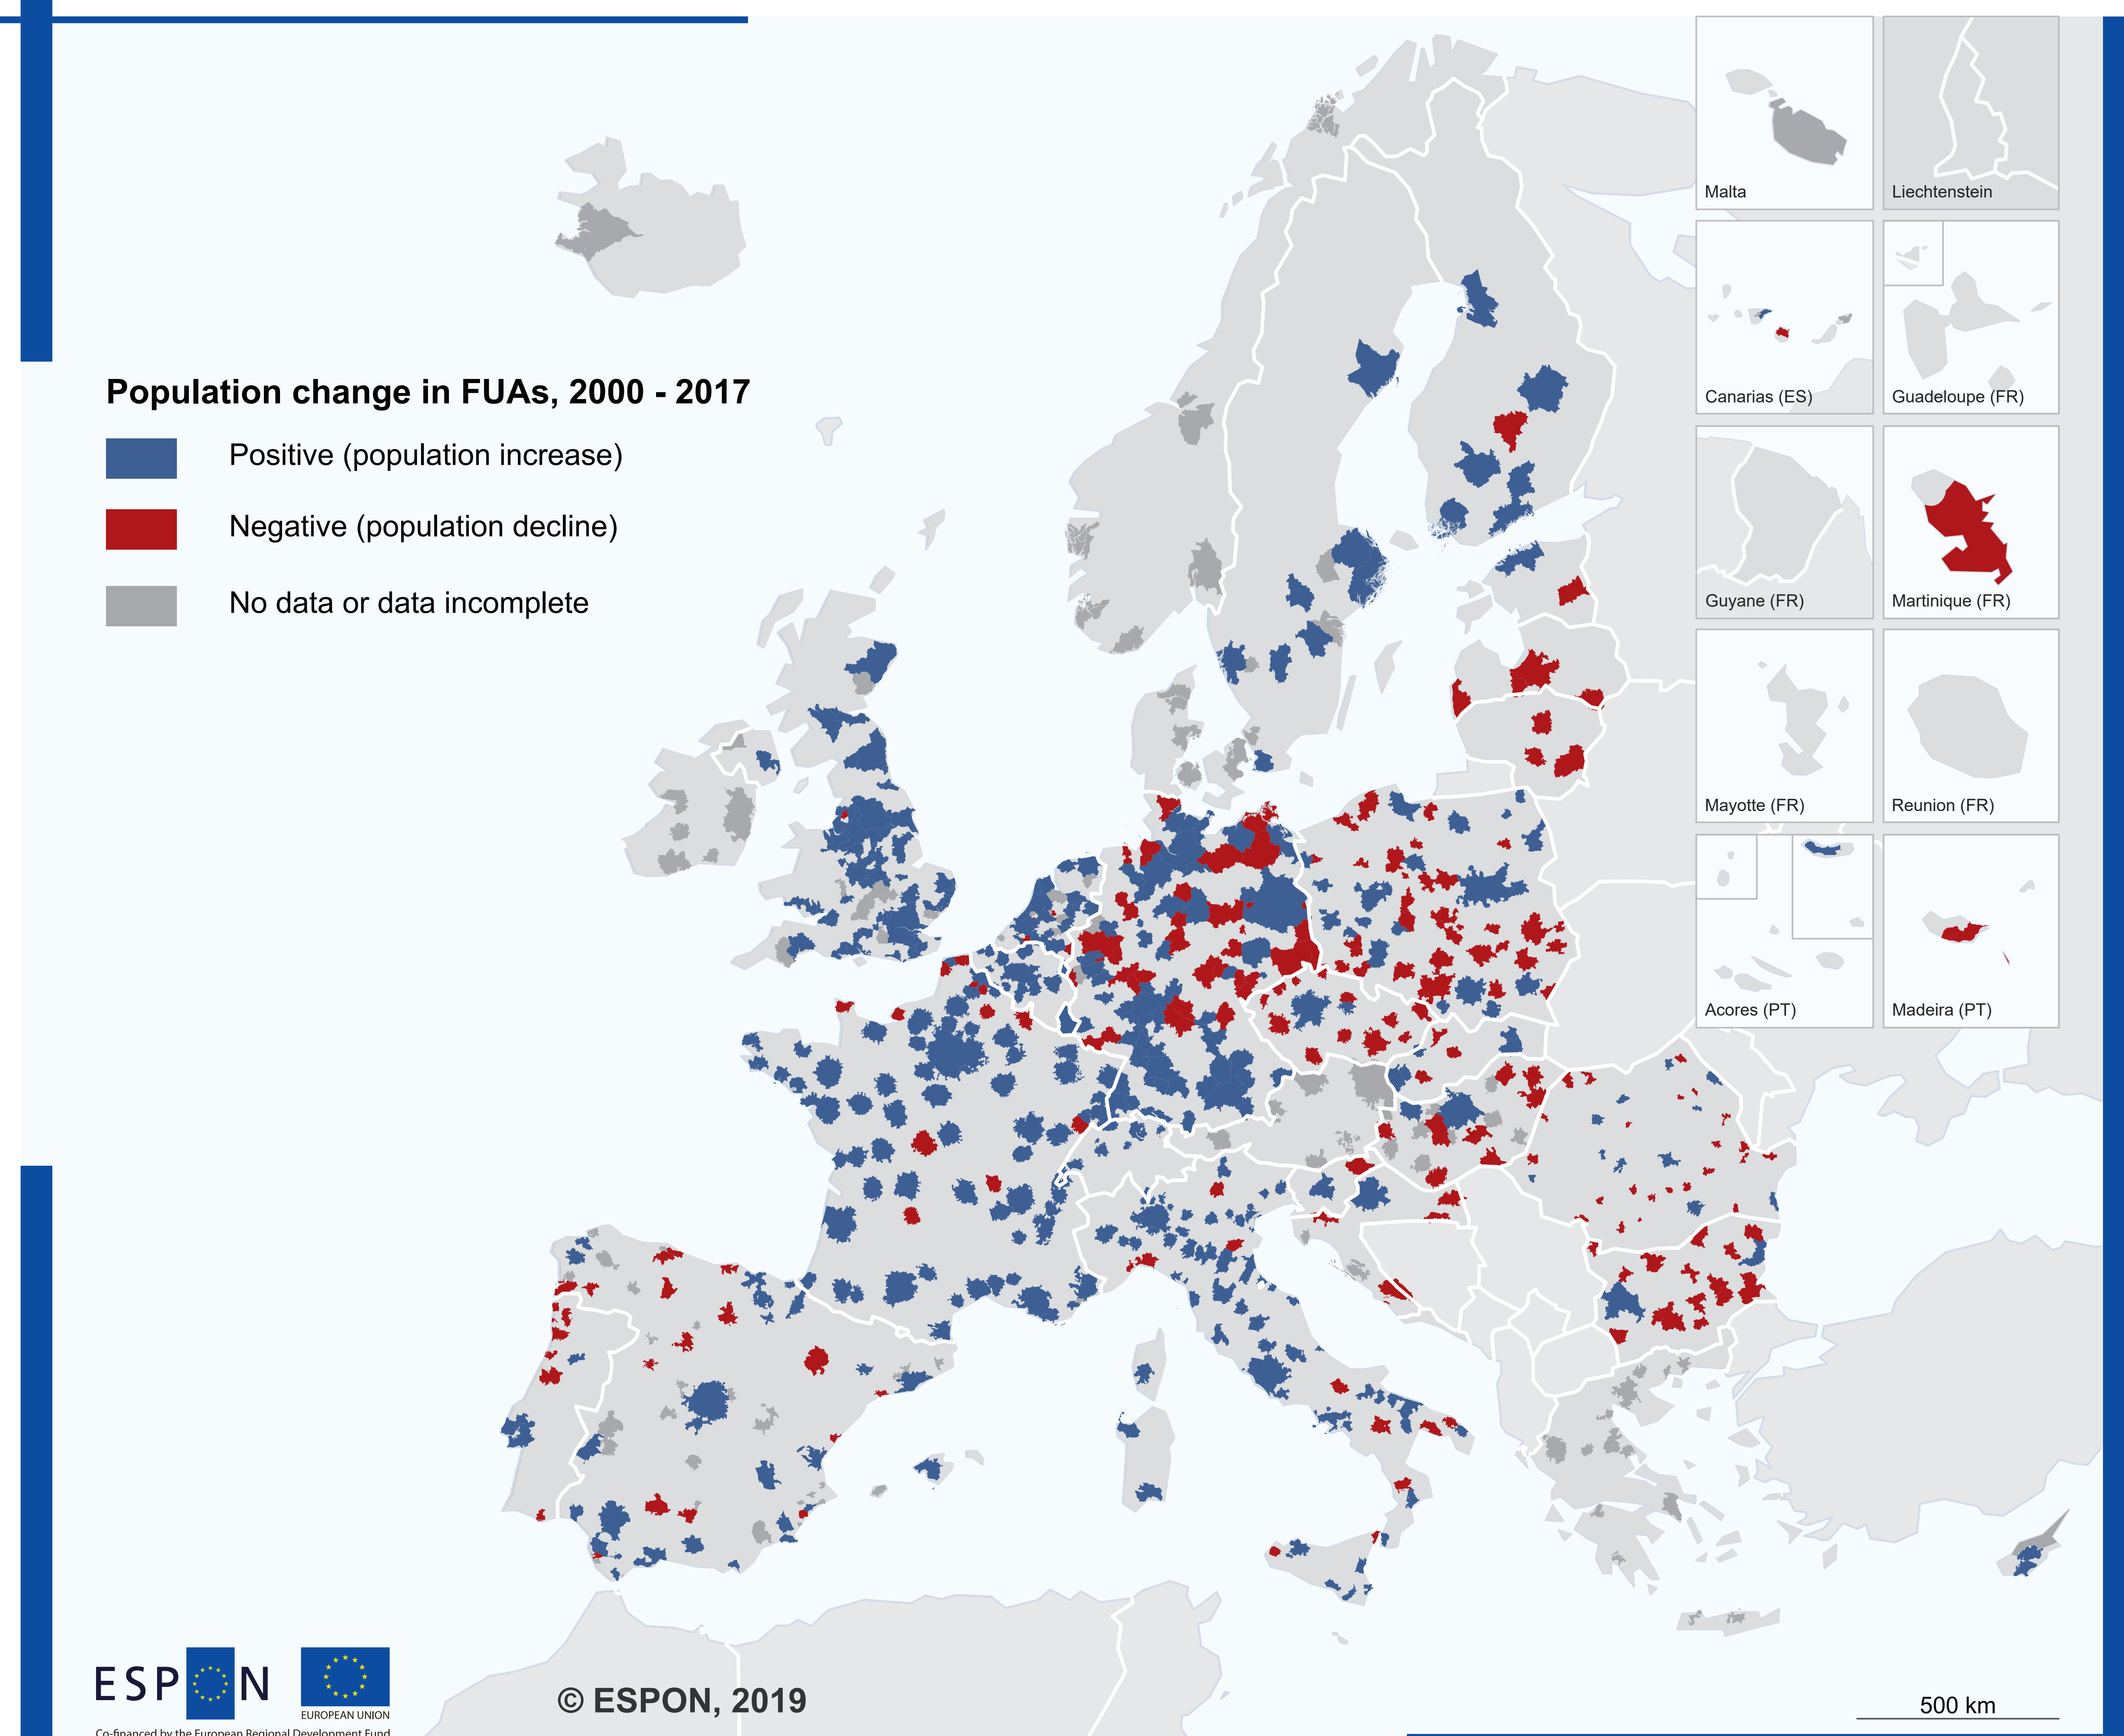 Population change in FUAs, 2000 - 2017
Positive (population increase)
Negative (population decline)
No data or data incomplete
Malta
Liechtenstein
Canarias (ES)
Guadeloupe (FR)
Guyane (FR)
Martinique (FR)
Mayotte (FR)
Reunion (FR)
Acores (PT)
Madeira (PT)
ESPON
EUROPEAN UNION
Co-financed by the European Regional Development Fund
© ESPON, 2019
500 km